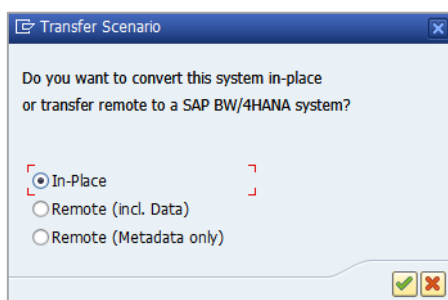 Transfer Scenario
Do you want to convert this system in-place
or transfer remote to a SAP BW/4HANA system?
In-Place
Remote (incl. Data)
Remote (Metadata only)